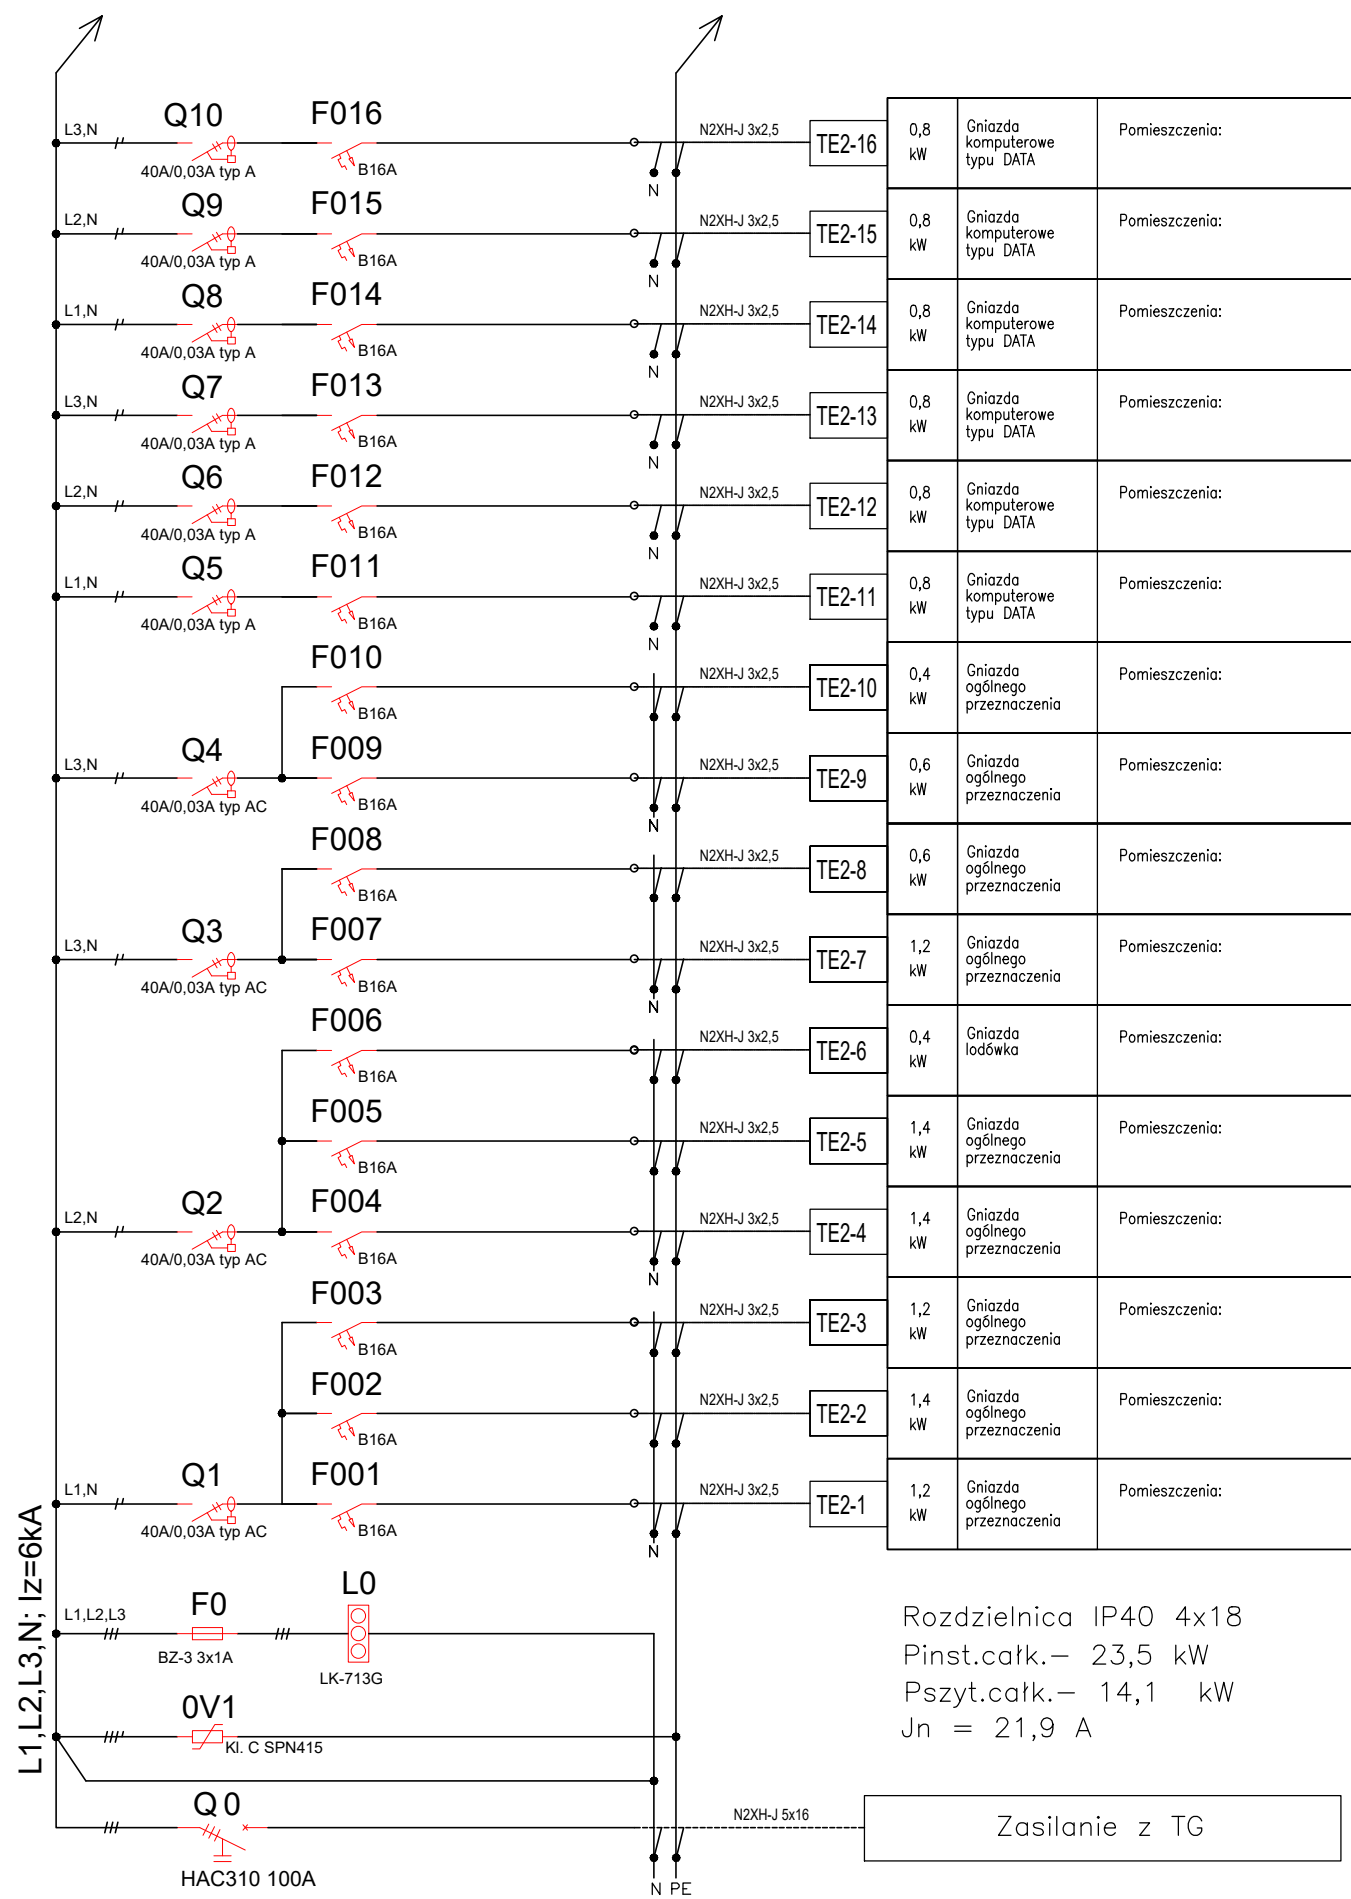 Q10 F016
L3,N N2XH-J 3x2,5 TE2-16 0,8 kW Gniazda komputerowe typu DATA Pomieszczenia:
40A/0,03A typ A B16A N
Q9 F015
L2,N N2XH-J 3x2,5 TE2-15 0,8 kW Gniazda komputerowe typu DATA Pomieszczenia:
40A/0,03A typ A B16A N
Q8 F014
L1,N N2XH-J 3x2,5 TE2-14 0,8 kW Gniazda komputerowe typu DATA Pomieszczenia:
40A/0,03A typ A B16A N
Q7 F013
L3,N N2XH-J 3x2,5 TE2-13 0,8 kW Gniazda komputerowe typu DATA Pomieszczenia:
40A/0,03A typ A B16A N
Q6 F012
L2,N N2XH-J 3x2,5 TE2-12 0,8 kW Gniazda komputerowe typu DATA Pomieszczenia:
40A/0,03A typ A B16A N
Q5 F011
L1,N N2XH-J 3x2,5 TE2-11 0,8 kW Gniazda komputerowe typu DATA Pomieszczenia:
40A/0,03A typ A B16A N
F010
N2XH-J 3x2,5 TE2-10 0,4 kW Gniazda ogólnego przeznaczenia Pomieszczenia:
B16A
Q4 F009
L3,N N2XH-J 3x2,5 TE2-9 0,6 kW Gniazda ogólnego przeznaczenia Pomieszczenia:
40A/0,03A typ AC B16A N
F008
N2XH-J 3x2,5 TE2-8 0,6 kW Gniazda ogólnego przeznaczenia Pomieszczenia:
B16A
Q3 F007
L3,N N2XH-J 3x2,5 TE2-7 1,2 kW Gniazda ogólnego przeznaczenia Pomieszczenia:
40A/0,03A typ AC B16A N
F006
N2XH-J 3x2,5 TE2-6 0,4 kW Gniazda lodówka Pomieszczenia:
B16A
F005
N2XH-J 3x2,5 TE2-5 1,4 kW Gniazda ogólnego przeznaczenia Pomieszczenia:
B16A
Q2 F004
L2,N N2XH-J 3x2,5 TE2-4 1,4 kW Gniazda ogólnego przeznaczenia Pomieszczenia:
40A/0,03A typ AC B16A N
F003
N2XH-J 3x2,5 TE2-3 1,2 kW Gniazda ogólnego przeznaczenia Pomieszczenia:
B16A
F002
N2XH-J 3x2,5 TE2-2 1,4 kW Gniazda ogólnego przeznaczenia Pomieszczenia:
B16A
Q1 F001
L1,N N2XH-J 3x2,5 TE2-1 1,2 kW Gniazda ogólnego przeznaczenia Pomieszczenia:
40A/0,03A typ AC B16A N
L1,L2,L3,N; Iz=6kA
F0 L0
L1,L2,L3
BZ-3 3x1A LK-713G
0V1
Kl. C SPN415
Rozdzielnica IP40 4x18
Pinst.całk.– 23,5 kW
Pszyt.całk.– 14,1 kW
Jn = 21,9 A
Q0
N2XH-J 5x16 Zasilanie z TG
HAC310 100A
N PE